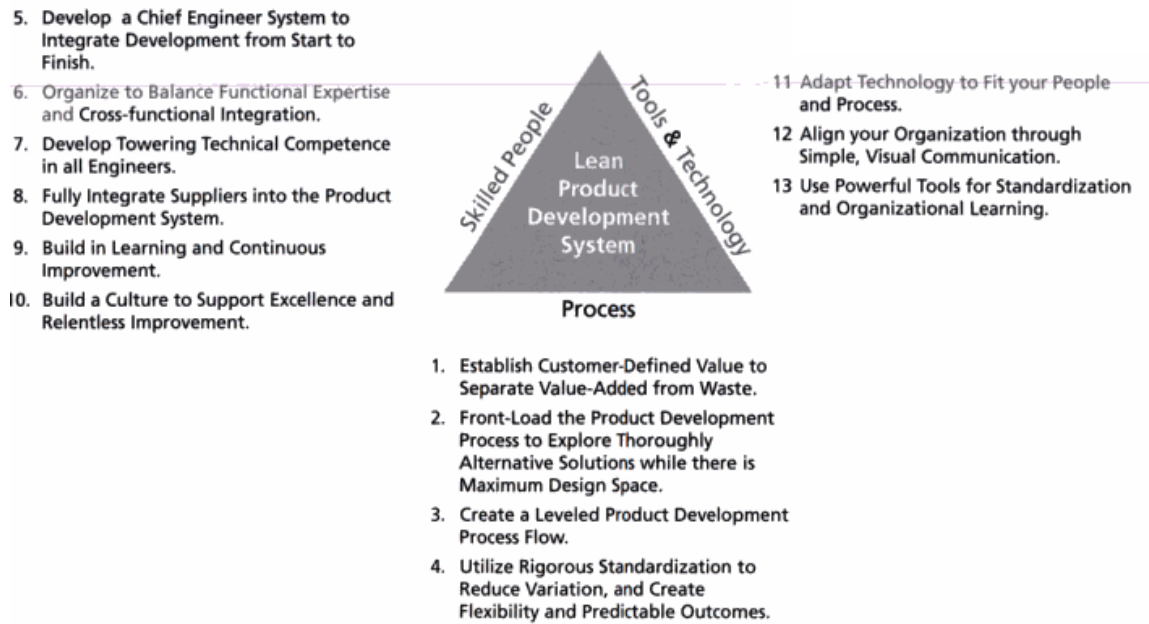 5. Develop a Chief Engineer System to
Integrate Development from Start to
Finish.
6. Organize to Balance Functional Expertise
and Cross-functional Integration.
7. Develop Towering Technical Competence
in all Engineers.
8. Fully Integrate Suppliers into the Product
Development System.
9. Build in Learning and Continuous
Improvement.
10. Build a Culture to Support Excellence and
Relentless Improvement.
Skilled People
Tools & Technology
Lean
Product
Development
System
Process
11 Adapt Technology to Fit your People
and Process.
12 Align your Organization through
Simple, Visual Communication.
13 Use Powerful Tools for Standardization
and Organizational Learning.
1. Establish Customer-Defined Value to
Separate Value-Added from Waste.
2. Front-Load the Product Development
Process to Explore Thoroughly
Alternative Solutions while there is
Maximum Design Space.
3. Create a Leveled Product Development
Process Flow.
4. Utilize Rigorous Standardization to
Reduce Variation, and Create
Flexibility and Predictable Outcomes.